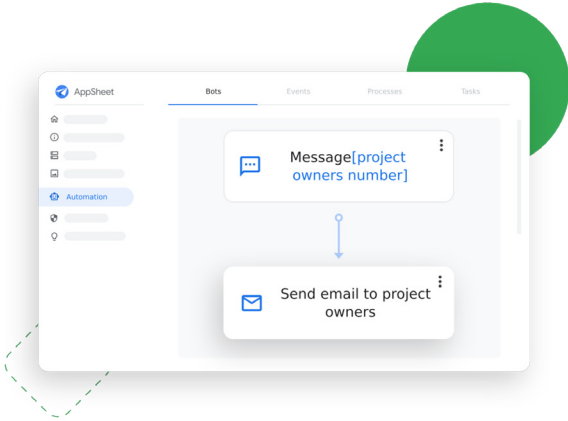 AppSheet
Bots
Events
Processes
Tasks
Automation
Message[project
owners number]
Send email to project
owners